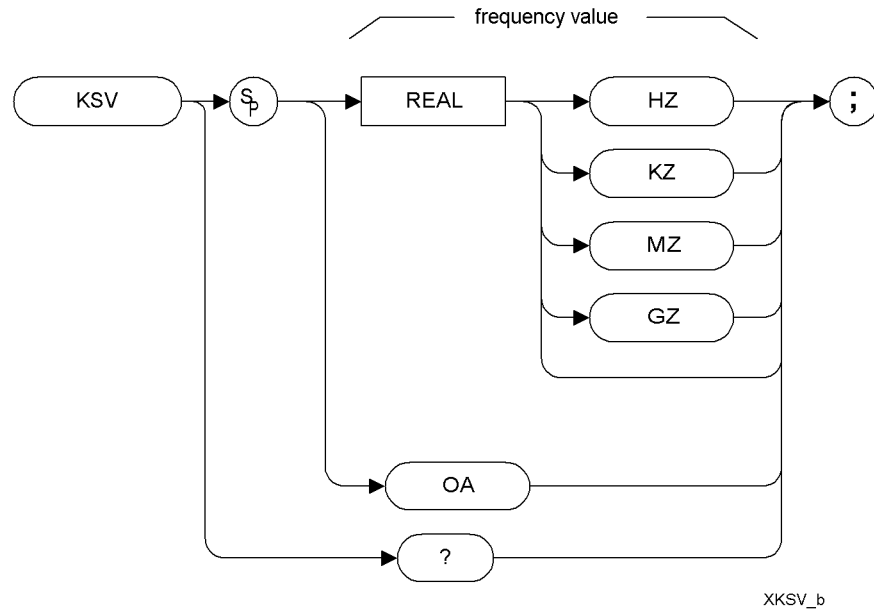 frequency value
KSV
SP
REAL
HZ
;
KZ
MZ
GZ
OA
?
XKSV_b